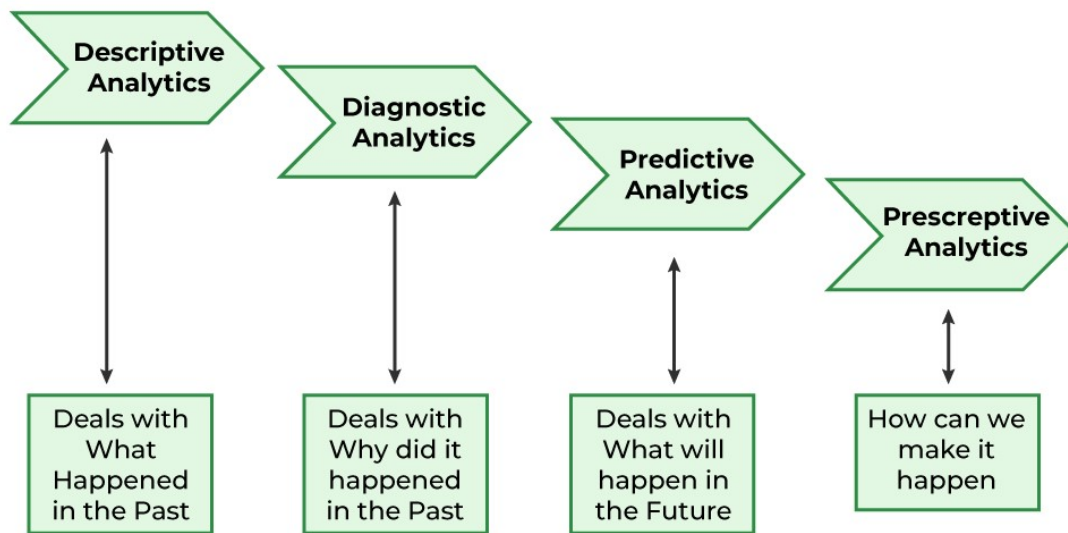 Descriptive
Analytics
Diagnostic
Analytics
Predictive
Analytics
Prescreptive
Analytics
Deals with
What
Happened
in the Past
Deals with
Why did it
happened
in the Past
Deals with
What will
happen in
the Future
How can we
make it
happen